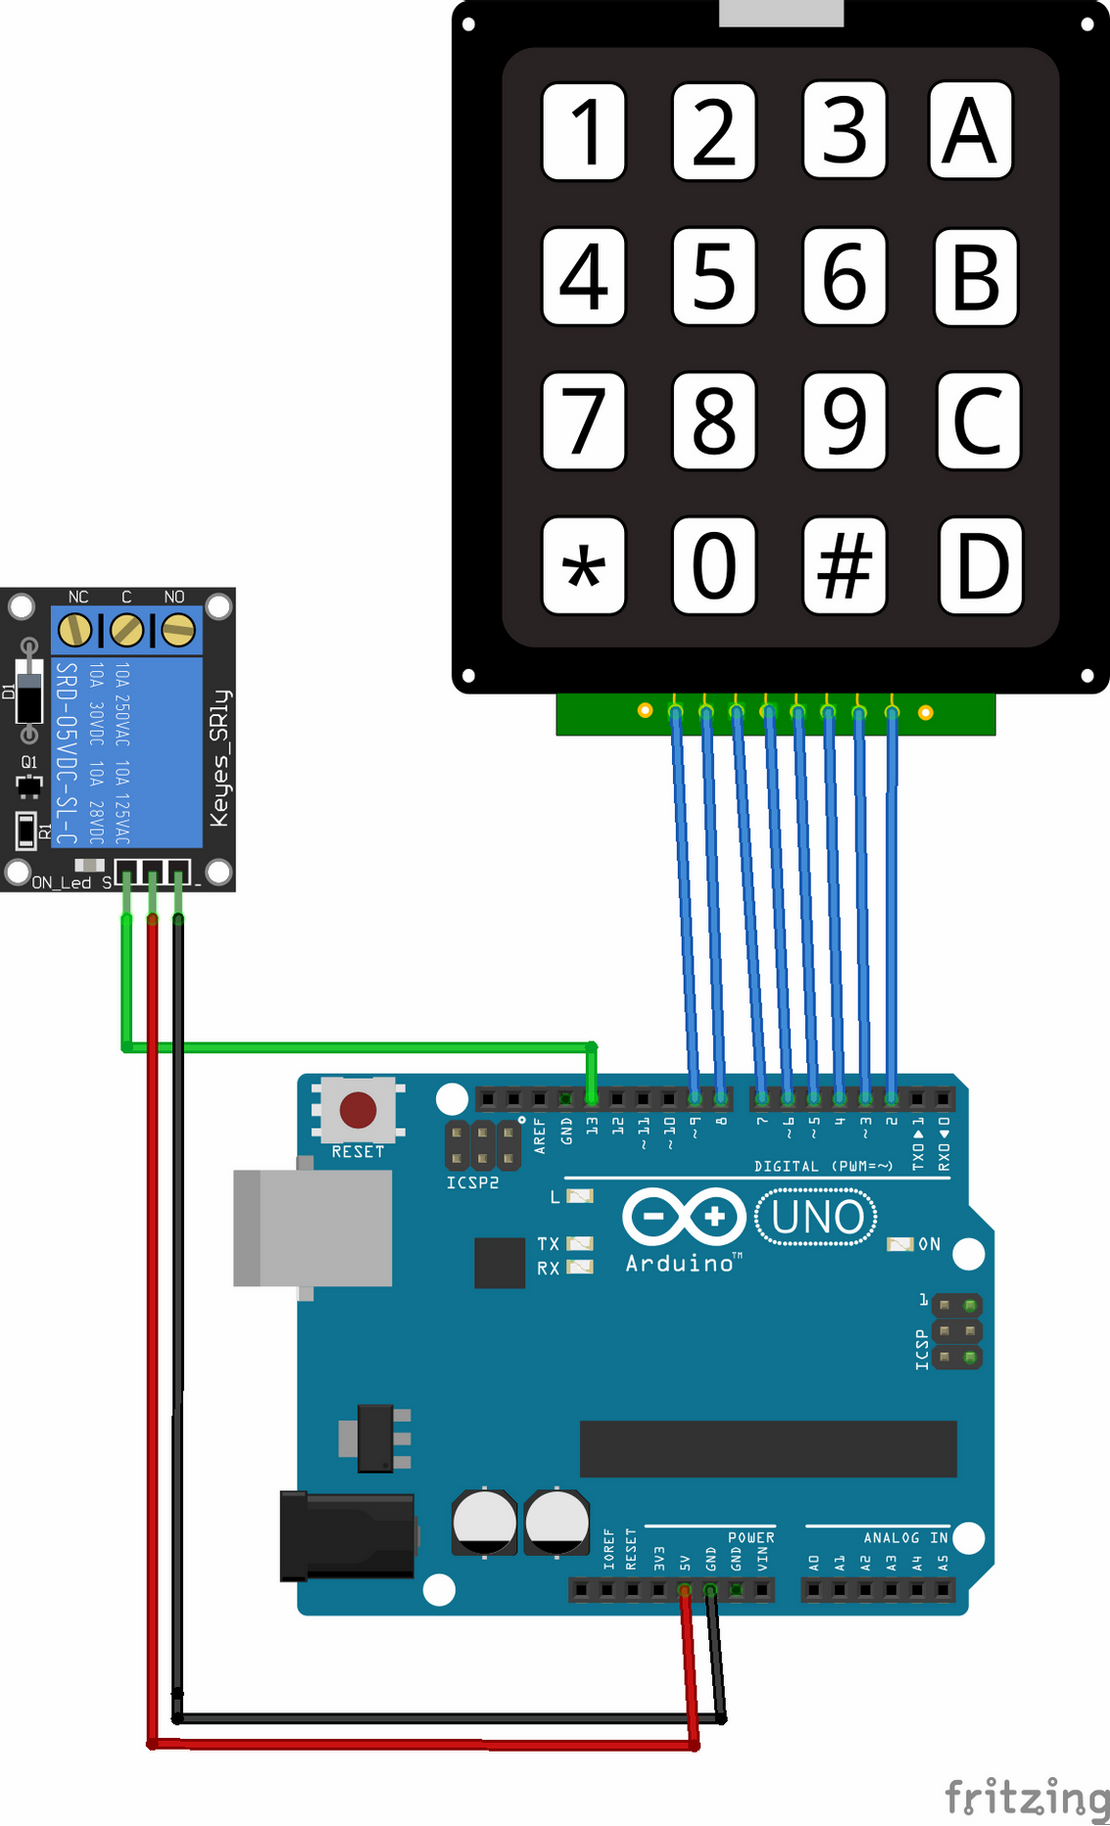 1 2 3 A
4 5 6 B
7 8 9 C
* 0 # D
NC C NO
D1
Q1
R1
SRD-05VDC-SL-C
10A 30VDC 10A 28VDC
10A 250VAC 10A 125VAC
Keyes_SRly
ON_Led S -
RESET
ICSP2
AREF
GND
13
12
~11
~10
~9
8
7
~6
~5
4
~3
2
TX0▶1
RX0◀0
DIGITAL (PWM=~)
L
TX
RX
Arduino™
UNO
ON
1
ICSP
POWER
ANALOG IN
IOREF
RESET
3V3
5V
GND
GND
VIN
A0
A1
A2
A3
A4
A5
fritzing